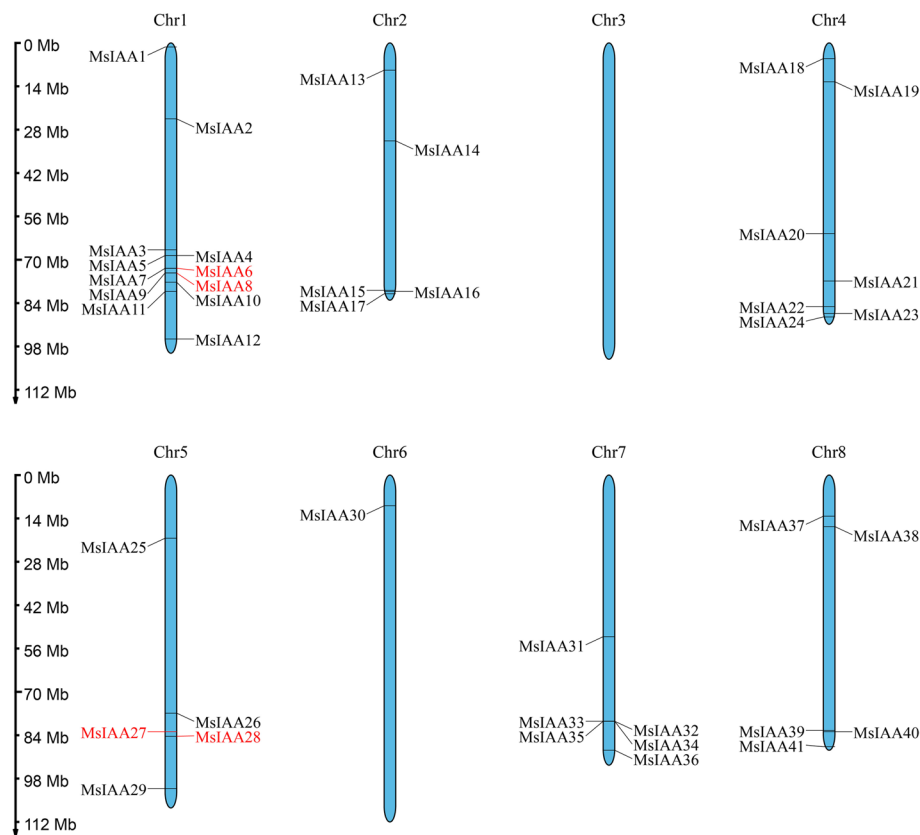 Chr1 Chr2 Chr3 Chr4
0 Mb
MsIAA1
MsIAA18
MsIAA13
14 Mb
MsIAA19
28 Mb
MsIAA2
MsIAA14
42 Mb
56 Mb
MsIAA20
MsIAA3
MsIAA4
70 Mb
MsIAA5
MsIAA6
MsIAA7
MsIAA8
MsIAA21
MsIAA9
MsIAA10
MsIAA15
MsIAA16
84 Mb
MsIAA11
MsIAA17
MsIAA22
MsIAA23
MsIAA24
MsIAA12
98 Mb
112 Mb
Chr5 Chr6 Chr7 Chr8
0 Mb
14 Mb
MsIAA30
MsIAA37
MsIAA38
MsIAA25
28 Mb
42 Mb
56 Mb
MsIAA31
70 Mb
MsIAA26
MsIAA33
MsIAA32
MsIAA27
MsIAA28
MsIAA35
MsIAA34
MsIAA39
MsIAA40
84 Mb
MsIAA41
MsIAA36
98 Mb
MsIAA29
112 Mb